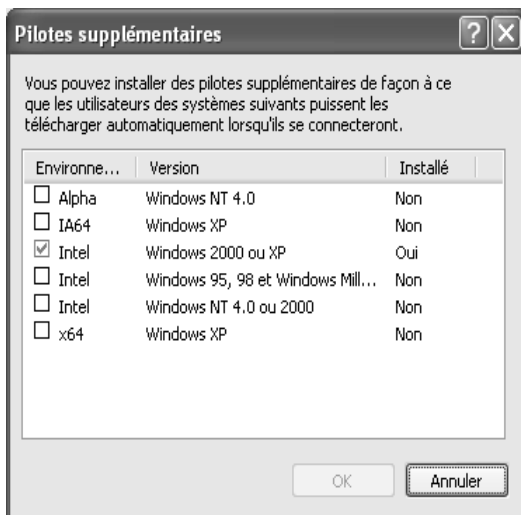 Pilotes supplémentaires
Vous pouvez installer des pilotes supplémentaires de façon à ce
que les utilisateurs des systèmes suivants puissent les
télécharger automatiquement lorsqu'ils se connecteront.
Environne... Version Installé
Alpha Windows NT 4.0 Non
IA64 Windows XP Non
Intel Windows 2000 ou XP Oui
Intel Windows 95, 98 et Windows Mill... Non
Intel Windows NT 4.0 ou 2000 Non
x64 Windows XP Non
OK Annuler